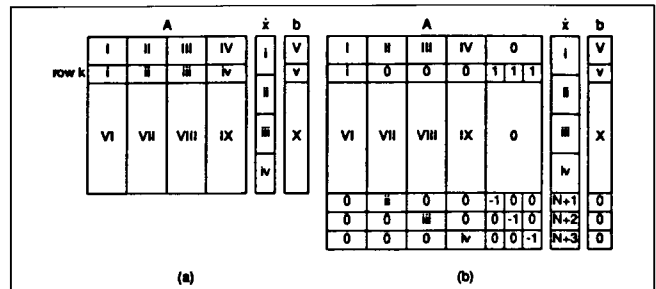 A ẋ b A ẋ b
I II III IV i V I II III IV 0 i V
row k i ii iii iv v i 0 0 0 1 1 1 v
ii ii
VI VII VIII IX iii X VI VII VIII IX 0 iii X
iv iv
0 ii 0 0 -1 0 0 N+1 0
0 0 iii 0 0 -1 0 N+2 0
0 0 0 iv 0 0 -1 N+3 0
(a) (b)